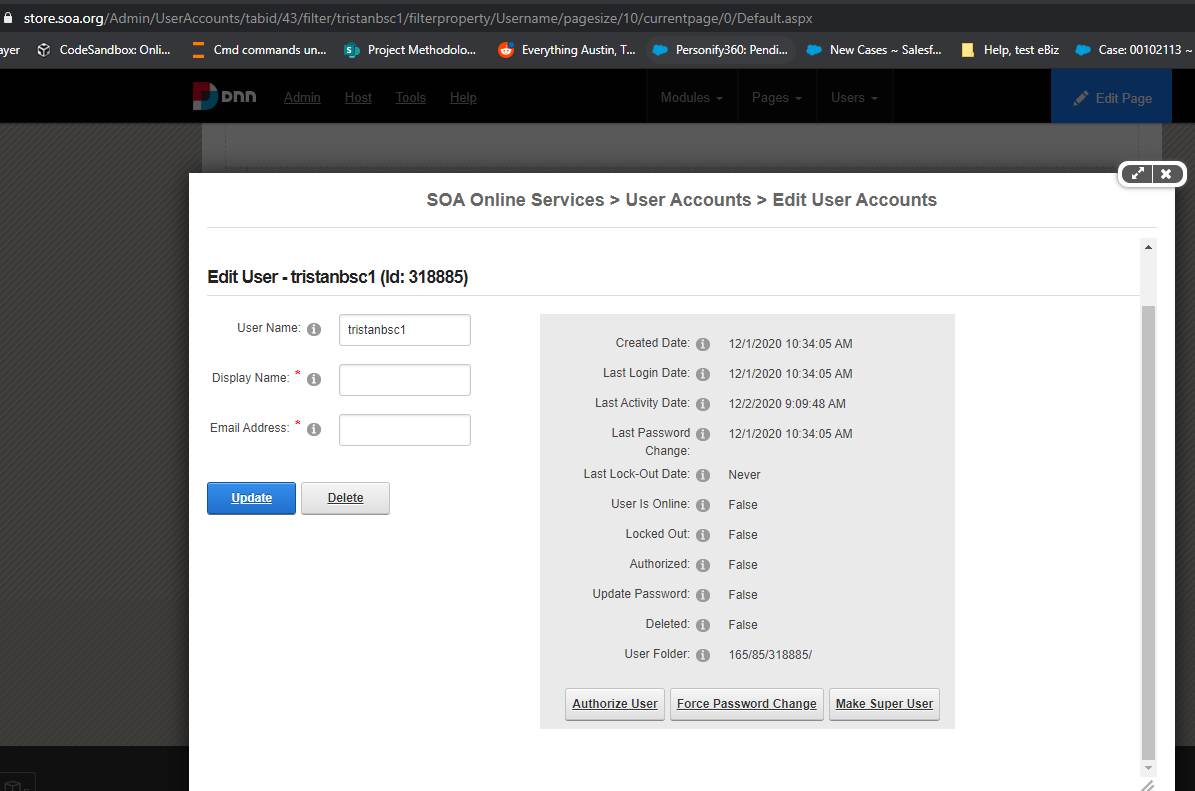 store.soa.org/Admin/UserAccounts/tabid/43/filter/tristanbsc1/filterproperty/Username/pagesize/10/currentpage/0/Default.aspx
ayer CodeSandbox: Onli... Cmd commands un... Project Methodolo... Everything Austin, T... Personify360: Pendi... New Cases ~ Salesf... Help, test eBiz Case: 00102113 ~
DNN Admin Host Tools Help Modules Pages Users Edit Page
SOA Online Services > User Accounts > Edit User Accounts
Edit User - tristanbsc1 (Id: 318885)
User Name: tristanbsc1
Display Name: *
Email Address: *
Update Delete
Created Date: 12/1/2020 10:34:05 AM
Last Login Date: 12/1/2020 10:34:05 AM
Last Activity Date: 12/2/2020 9:09:48 AM
Last Password 12/1/2020 10:34:05 AM
Change:
Last Lock-Out Date: Never
User Is Online: False
Locked Out: False
Authorized: False
Update Password: False
Deleted: False
User Folder: 165/85/318885/
Authorize User Force Password Change Make Super User